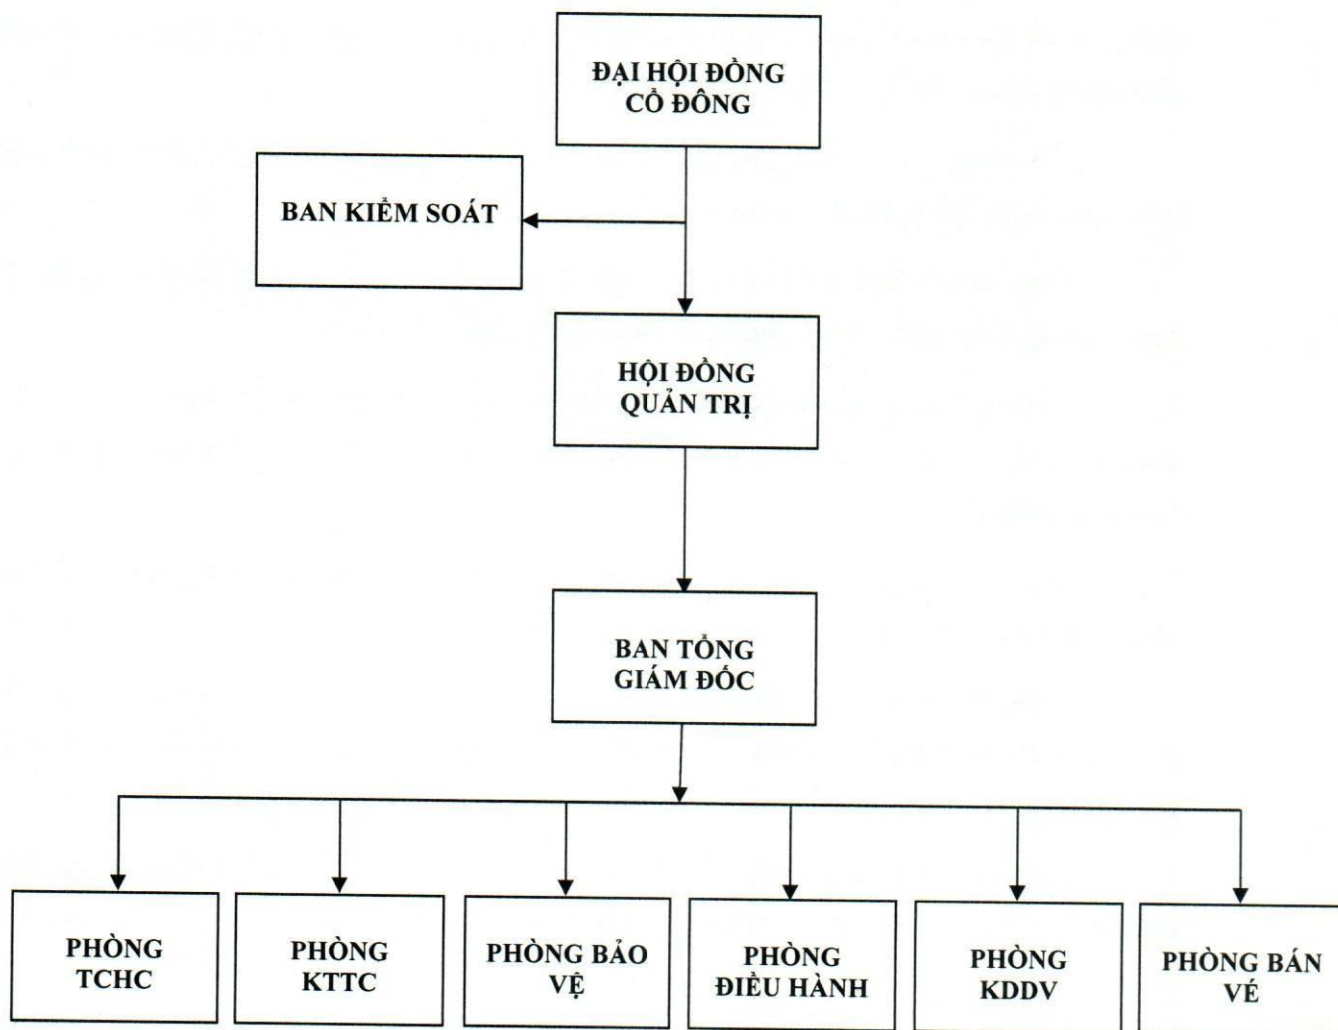 ĐẠI HỘI ĐỒNG
CỔ ĐÔNG
BAN KIỂM SOÁT
HỘI ĐỒNG
QUẢN TRỊ
BAN TỔNG
GIÁM ĐỐC
PHÒNG
TCHC
PHÒNG
KTTC
PHÒNG BẢO
VỆ
PHÒNG
ĐIỀU HÀNH
PHÒNG
KDDV
PHÒNG BÁN
VÉ